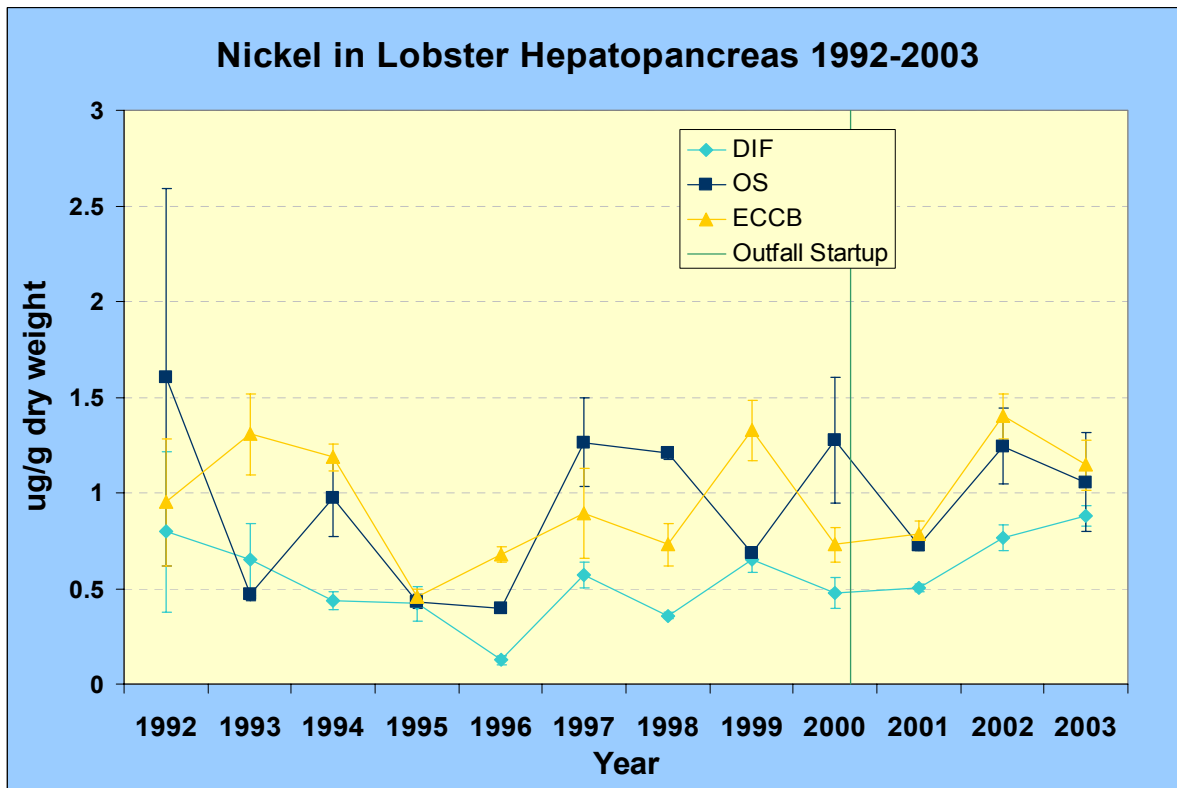 Nickel in Lobster Hepatopancreas 1992-2003
3
2.5
2
1.5
1
0.5
0
ug/g dry weight
DIF
OS
ECCB
Outfall Startup
1992 1993 1994 1995 1996 1997 1998 1999 2000 2001 2002 2003
Year